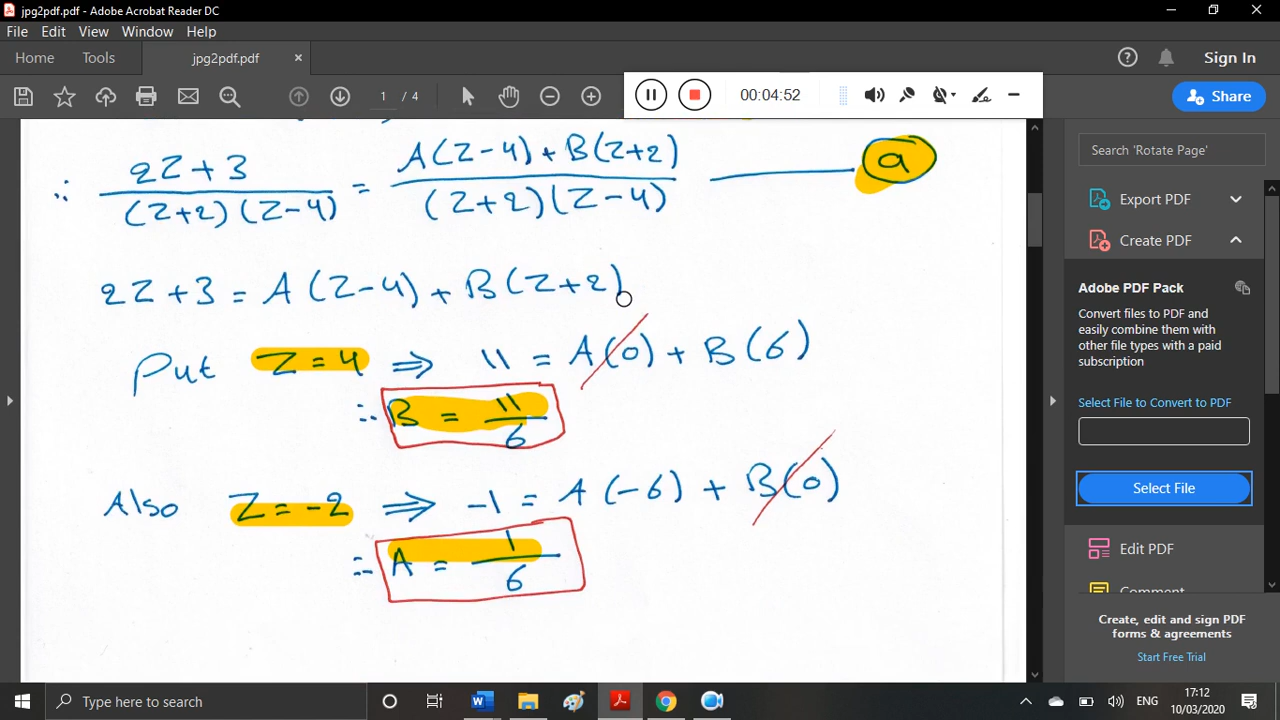 jpg2pdf.pdf - Adobe Acrobat Reader DC
File Edit View Window Help
Home Tools jpg2pdf.pdf × Sign In
1 / 4 00:04:52 Share
∴ 2Z+3 / (Z+2)(Z-4) = A(Z-4)+B(Z+2) / (Z+2)(Z-4) a
2Z+3 = A(Z-4)+B(Z+2)
Put Z=4 ⇒ 11 = A(0) + B(6)
∴ B = 11/6
Also Z=-2 ⇒ -1 = A(-6) + B(0)
∴ A = 1/6
Search 'Rotate Page'
Export PDF
Create PDF
Adobe PDF Pack
Convert files to PDF and
easily combine them with
other file types with a paid
subscription
Select File to Convert to PDF
Select File
Edit PDF
Comment
Create, edit and sign PDF
forms & agreements
Start Free Trial
Type here to search
ENG 17:12
10/03/2020